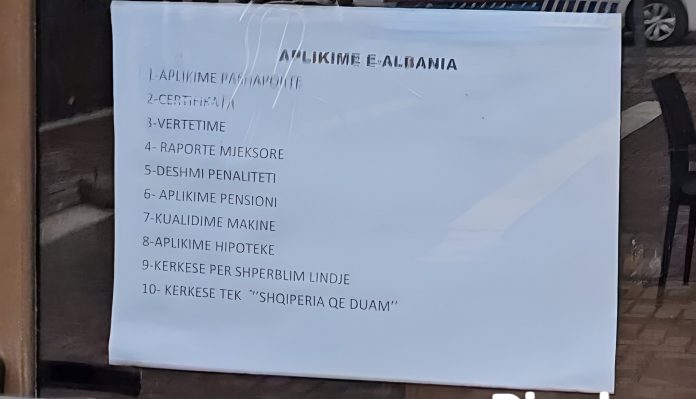 APLIKIME E-ALBANIA
1-APLIKIME PASHAPORTE
2-CERTIFIKATA
3-VERTETIME
4- RAPORTE MJEKSORE
5-DESHMI PENALITETI
6- APLIKIME PENSIONI
7-KUALIDIME MAKINE
8-APLIKIME HIPOTEKE
9-KERKESE PER SHPERBLIM LINDJE
10- KERKESE TEK ˝”SHQIPERIA QE DUAM’’